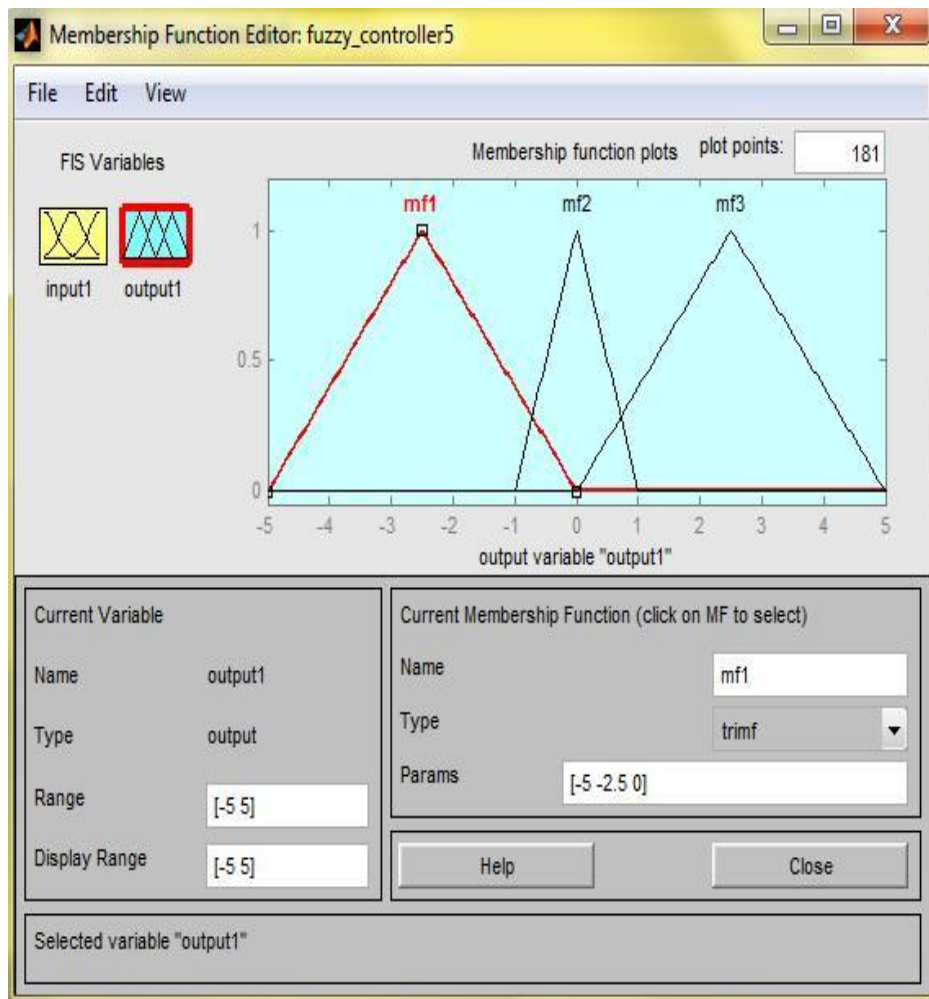 Membership Function Editor: fuzzy_controller5
File Edit View
FIS Variables
Membership function plots plot points: 181
input1 output1
mf1 mf2 mf3
1
0.5
0
-5 -4 -3 -2 -1 0 1 2 3 4 5
output variable "output1"
Current Variable
Name output1
Type output
Range [-5 5]
Display Range [-5 5]
Current Membership Function (click on MF to select)
Name mf1
Type trimf
Params [-5 -2.5 0]
Help Close
Selected variable "output1"